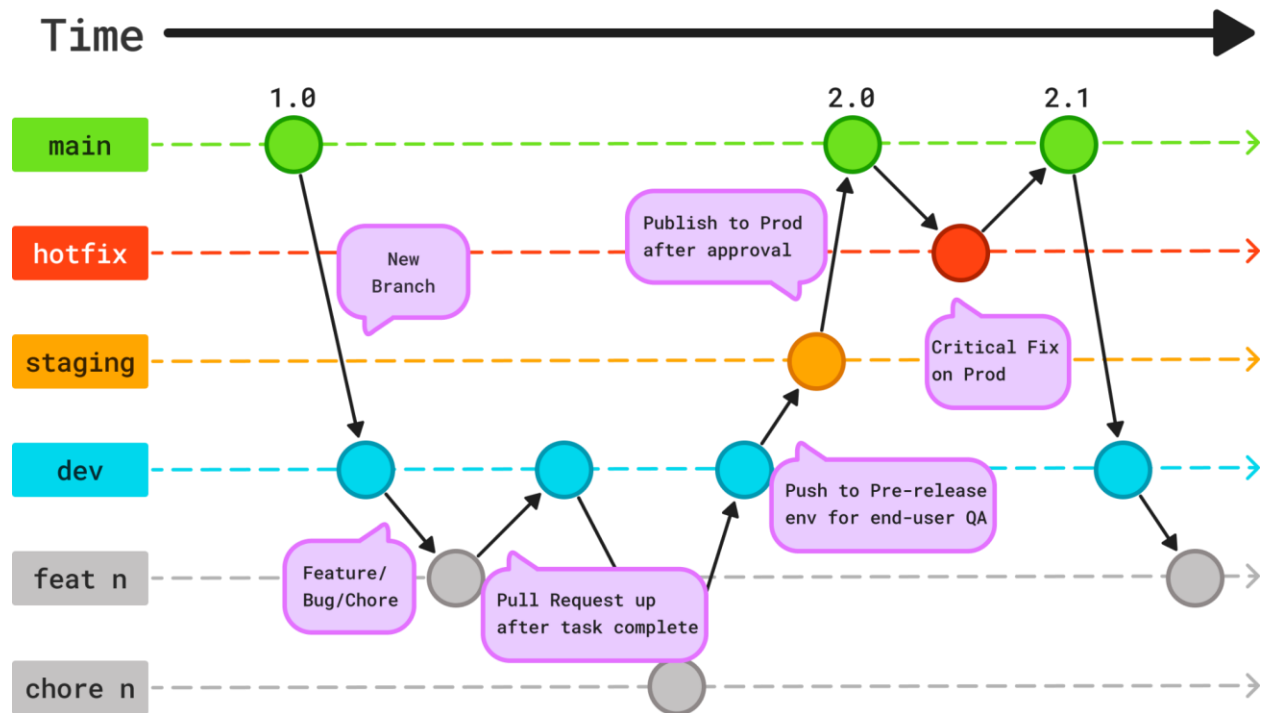 Time
1.0
2.0
2.1
main
hotfix
New
Branch
Publish to Prod
after approval
staging
Critical Fix
on Prod
dev
Push to Pre-release
env for end-user QA
feat n
Feature/
Bug/Chore
Pull Request up
after task complete
chore n